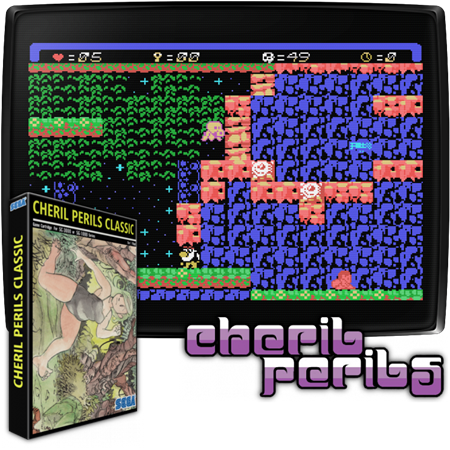 =05 =00 =49 =0
SEGA
CHERIL PERILS CLASSIC
CHERIL PERILS CLASSIC
SEGA
cheril
perils